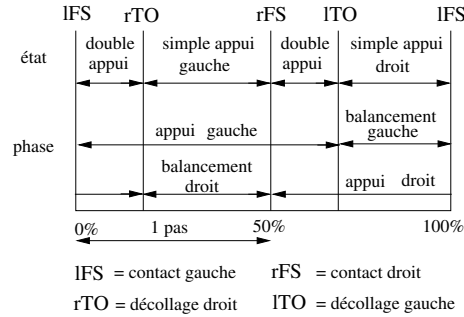 lFS rTO rFS lTO lFS
état
double appui
simple appui gauche
double appui
simple appui droit
phase
appui gauche
balancement gauche
balancement droit
appui droit
0% 1 pas 50% 100%
lFS = contact gauche rFS = contact droit
rTO = décollage droit lTO = décollage gauche